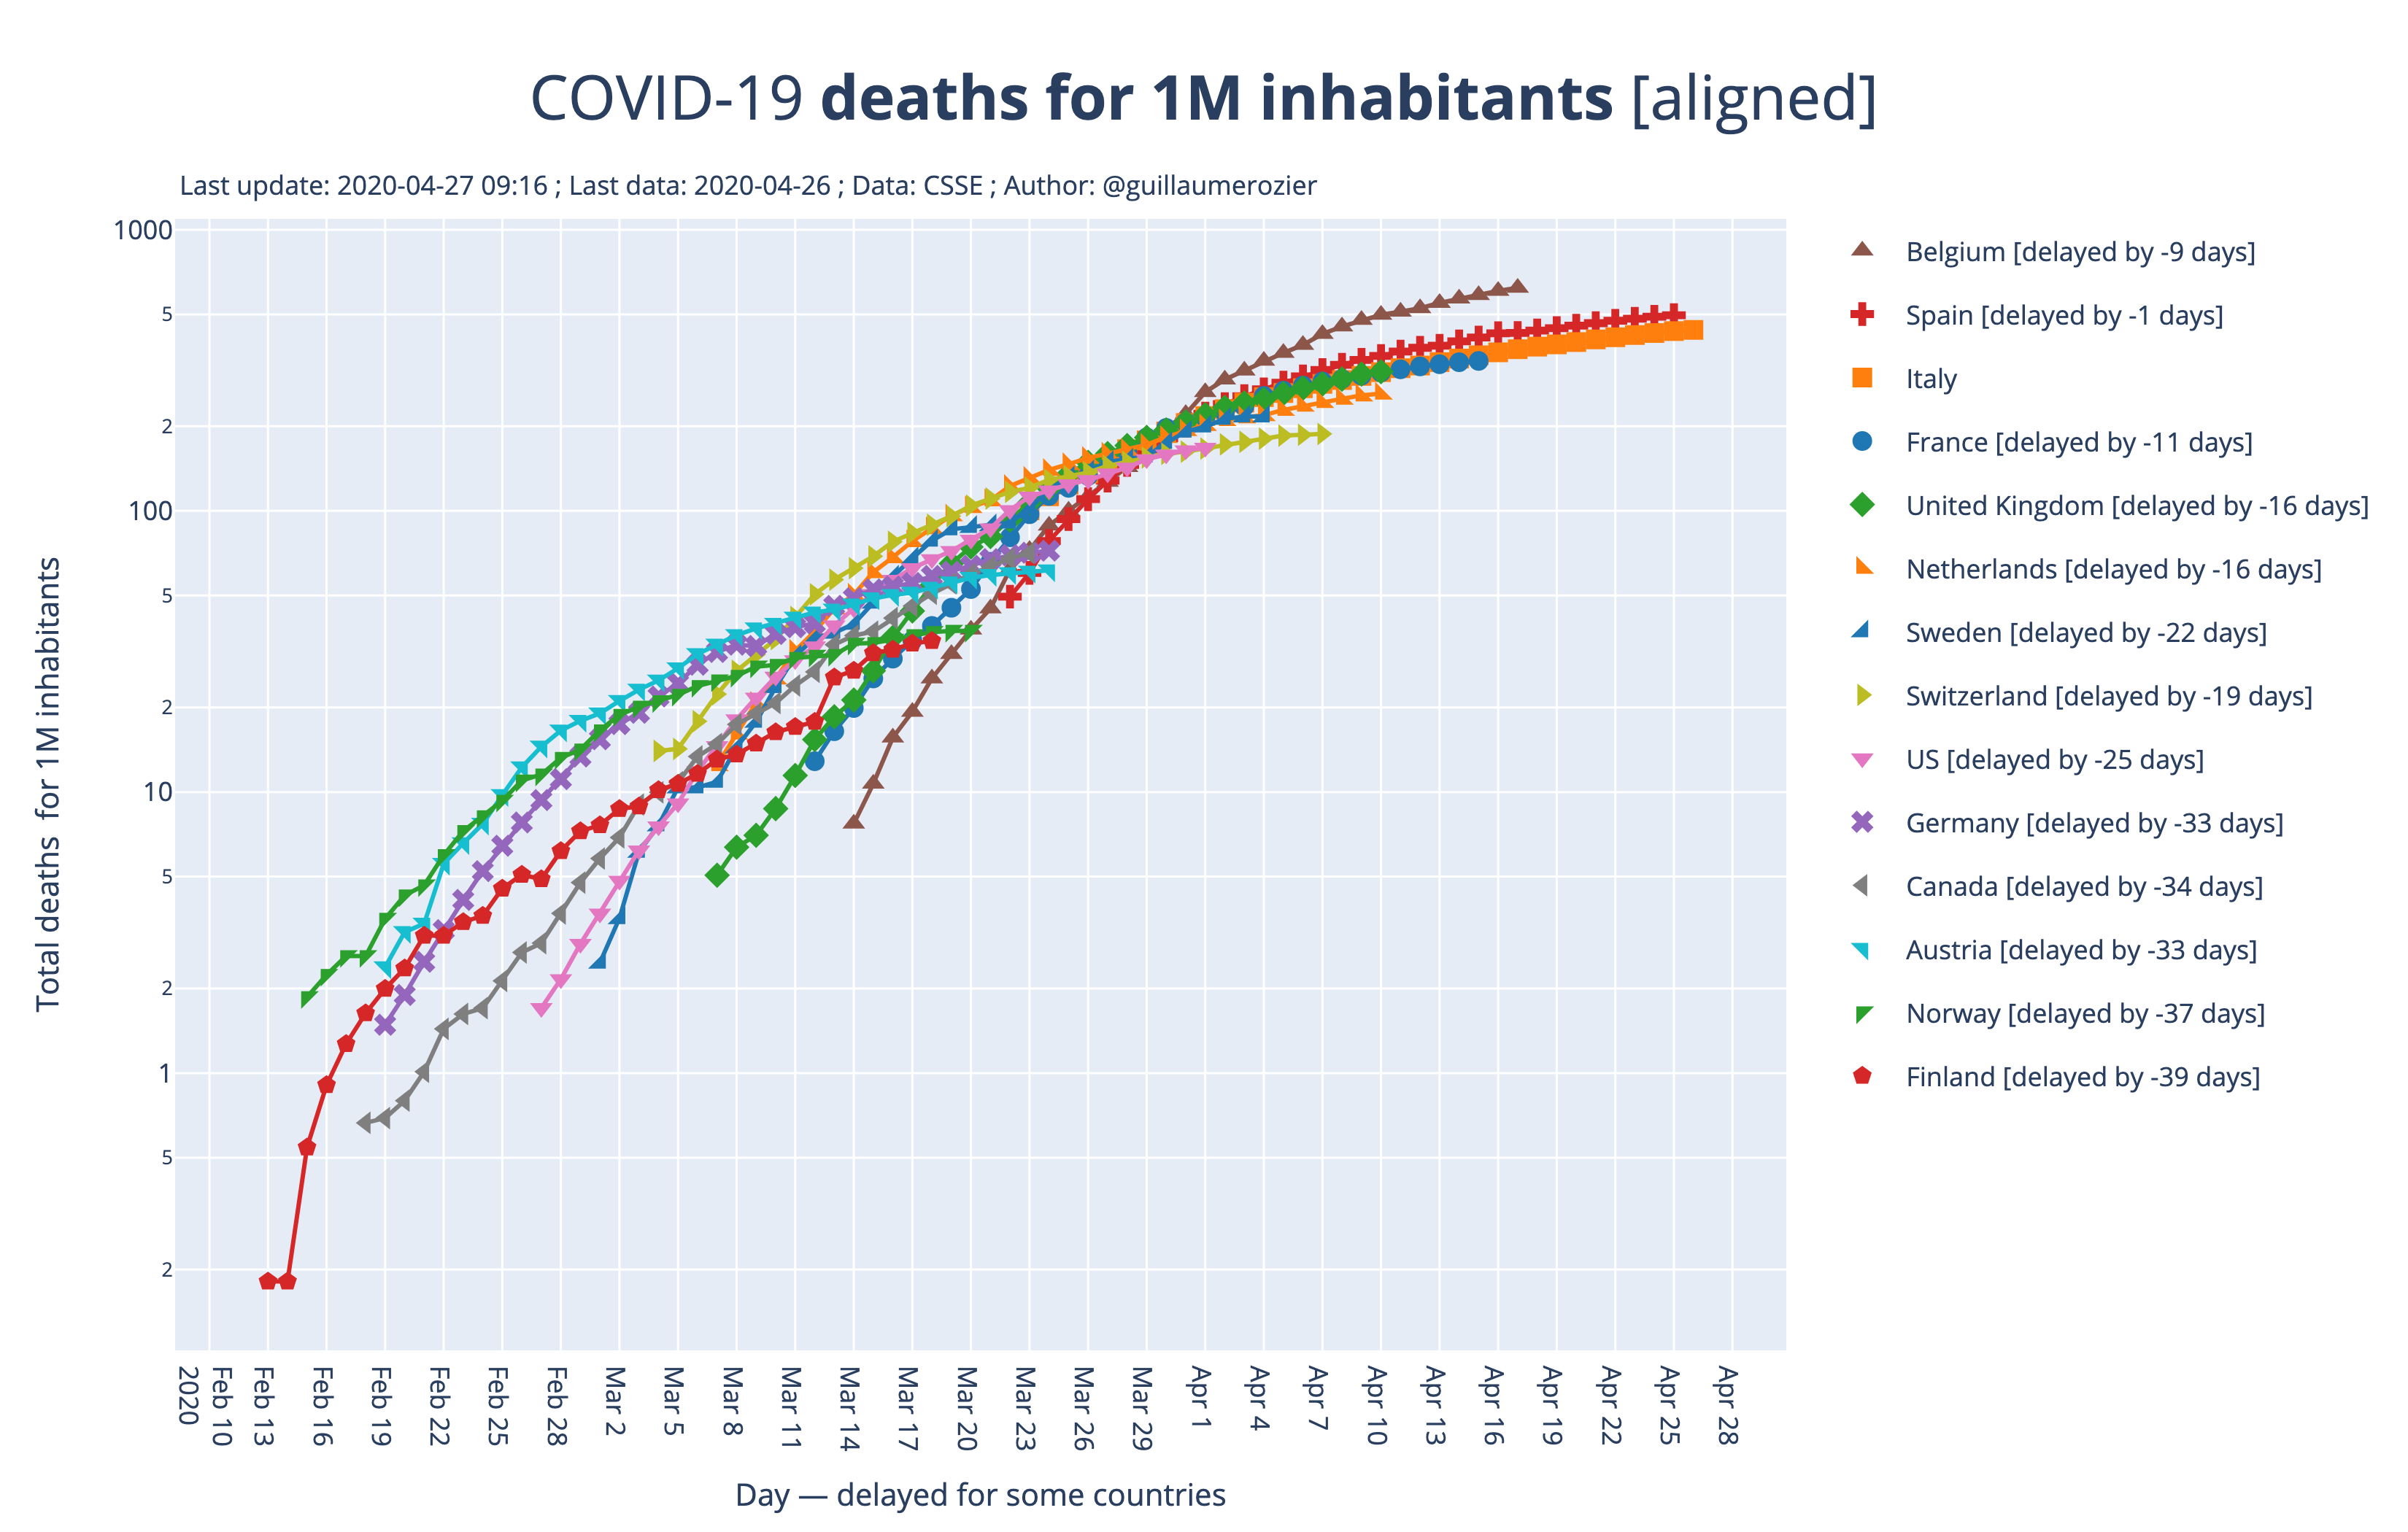 COVID-19 deaths for 1M inhabitants [aligned]
Last update: 2020-04-27 09:16 ; Last data: 2020-04-26 ; Data: CSSE ; Author: @guillaumerozier
1000
5
2
100
5
2
10
5
2
1
5
2
Total deaths for 1M inhabitants
Feb 10
2020
Feb 13
Feb 16
Feb 19
Feb 22
Feb 25
Feb 28
Mar 2
Mar 5
Mar 8
Mar 11
Mar 14
Mar 17
Mar 20
Mar 23
Mar 26
Mar 29
Apr 1
Apr 4
Apr 7
Apr 10
Apr 13
Apr 16
Apr 19
Apr 22
Apr 25
Apr 28
Day — delayed for some countries
Belgium [delayed by -9 days]
Spain [delayed by -1 days]
Italy
France [delayed by -11 days]
United Kingdom [delayed by -16 days]
Netherlands [delayed by -16 days]
Sweden [delayed by -22 days]
Switzerland [delayed by -19 days]
US [delayed by -25 days]
Germany [delayed by -33 days]
Canada [delayed by -34 days]
Austria [delayed by -33 days]
Norway [delayed by -37 days]
Finland [delayed by -39 days]